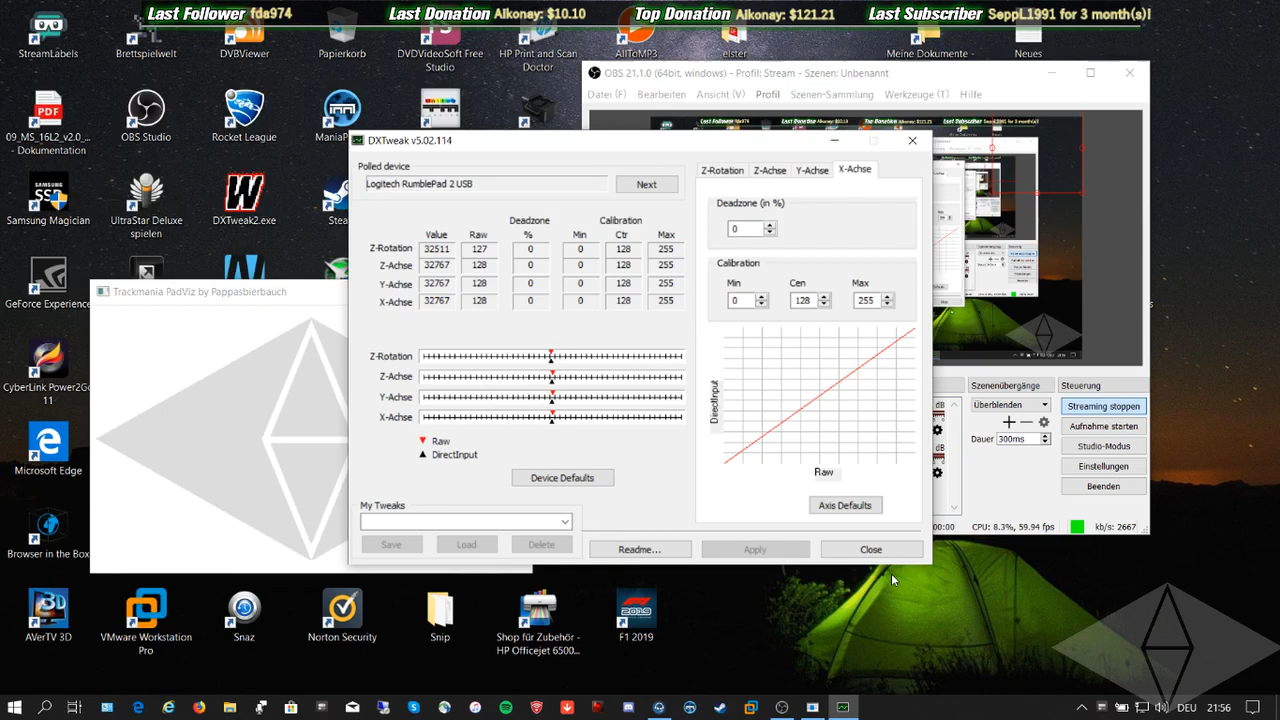 Last Follower fda974 Last Donation Alkonay: $10.10 Top Donation Alkonay: $121.21 Last Subscriber SeppL1991 for 3 month(s)!
StreamLabels
Brettspielwelt
DVBViewer
Papierkorb
DVDVideoSoft Free Studio
HP Print and Scan Doctor
AllToMP3
elster
Meine Dokumente -
Neues
OBS_16.2_v2.0... - Dokumentation
OBS Studio
Rocket League
Samsung Magician
UltraStar Deluxe spielen
DXTweak2.exe
GeForce Experience
CyberLink Power2Go 11
Microsoft Edge
Browser in the Box
AVerTV 3D
VMware Workstation Pro
Snaz
Norton Security
Snip
Shop für Zubehör - HP Officejet 6500...
F1 2019
OBS 21.1.0 (64bit, windows) - Profil: Stream - Szenen: Unbenannt
Datei (F) Bearbeiten Ansicht (V) Profil Szenen-Sammlung Werkzeuge (T) Hilfe
Trackmania PadViz by Pappasbierbauch
DXTweak v5.02.114
Polled device
Logitech RumblePad 2 USB
Next
Deadzone Calibration
Value Raw % Min Ctr Max
Z-Rotation 32511 127 0 0 128 255
Z-Achse 32767 128 0 0 128 255
Y-Achse 32767 128 0 0 128 255
X-Achse 32767 128 0 0 128 255
Z-Rotation
Z-Achse
Y-Achse
X-Achse
Raw
DirectInput
Device Defaults
My Tweaks
Save Load Delete
Z-Rotation Z-Achse Y-Achse X-Achse
Deadzone (in %)
0
Calibration
Min Cen Max
0 128 255
DirectInput
Raw
Axis Defaults
Readme... Apply Close
dB
dB
Szenenübergänge
Überblenden
Dauer 300ms
Steuerung
Streaming stoppen
Aufnahme starten
Studio-Modus
Einstellungen
Beenden
CPU: 8.3%, 59.94 fps kb/s: 2667
DEU 21:56